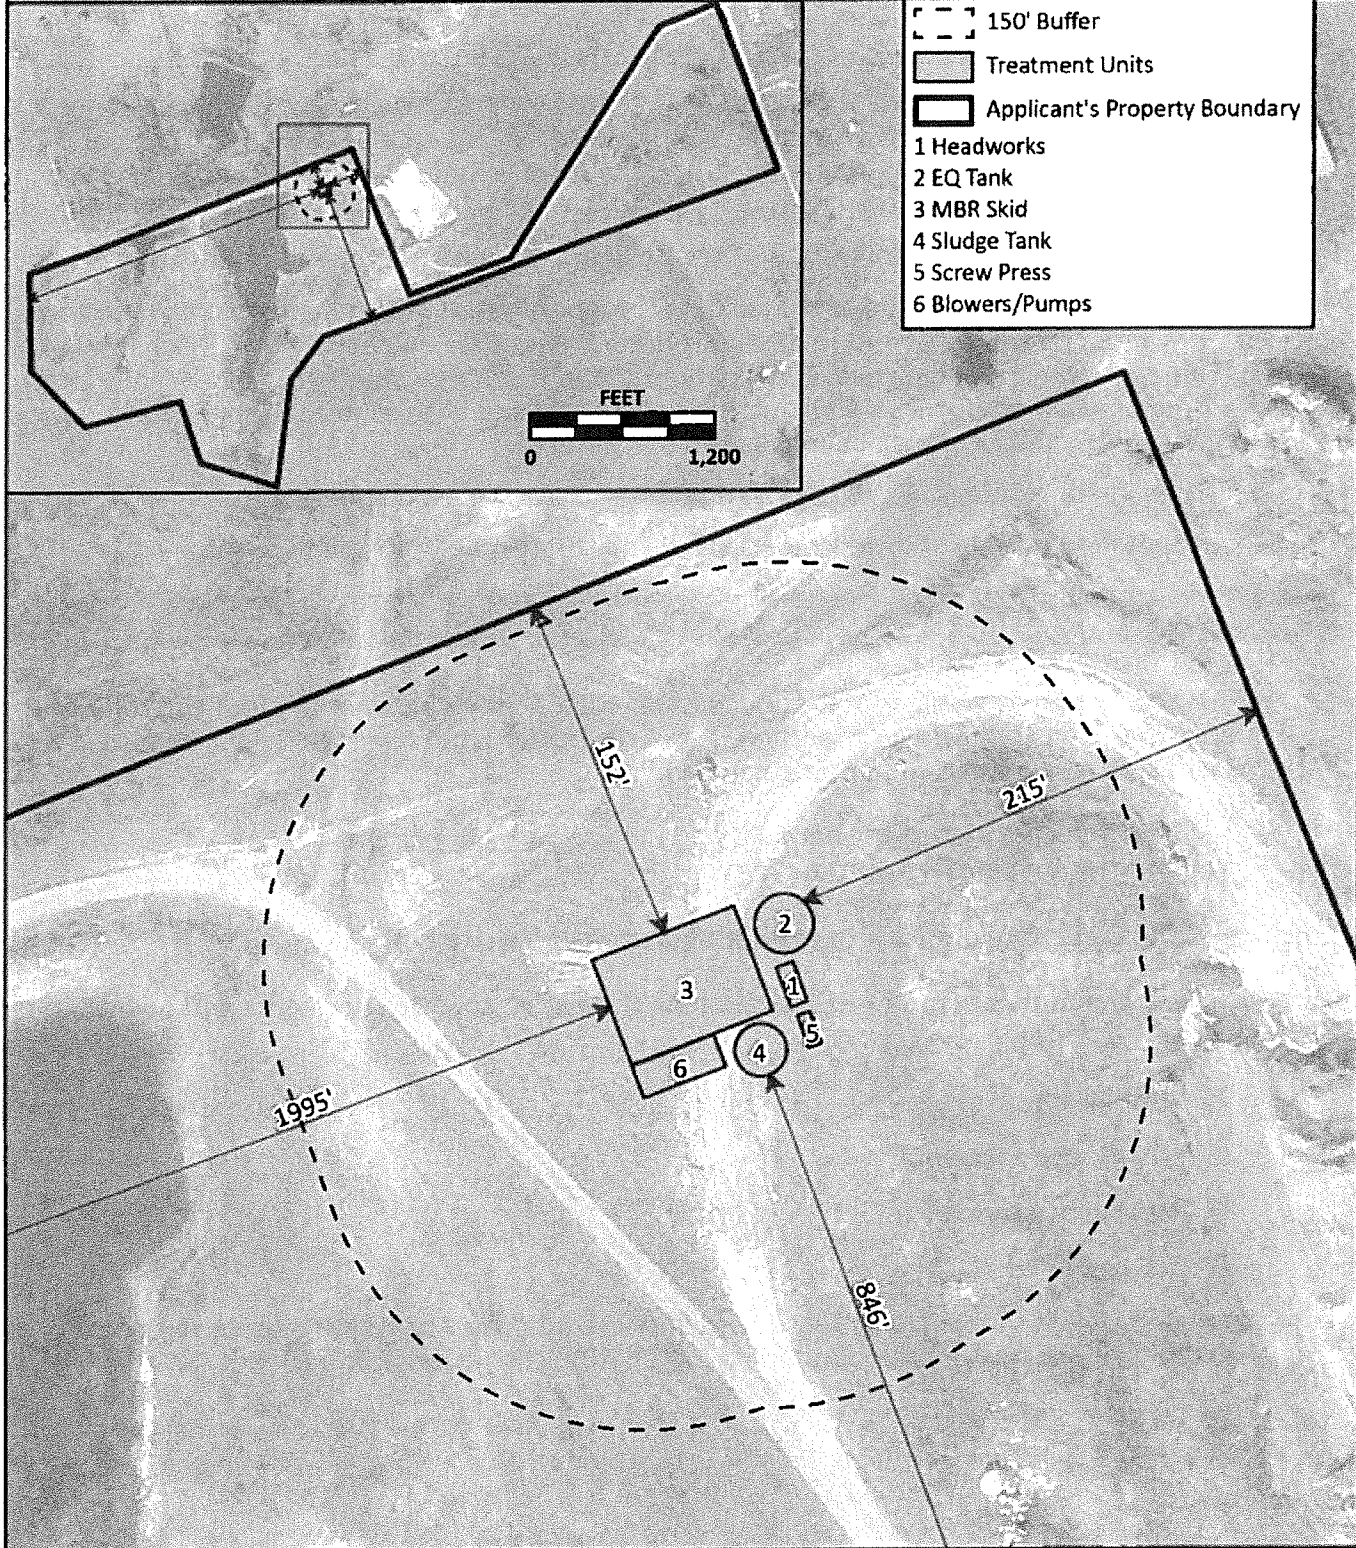 150' Buffer
Treatment Units
Applicant's Property Boundary
1 Headworks
2 EQ Tank
3 MBR Skid
4 Sludge Tank
5 Screw Press
6 Blowers/Pumps
FEET
0 1,200
152'
215'
2
3
1
5
4
6
1995'
846'